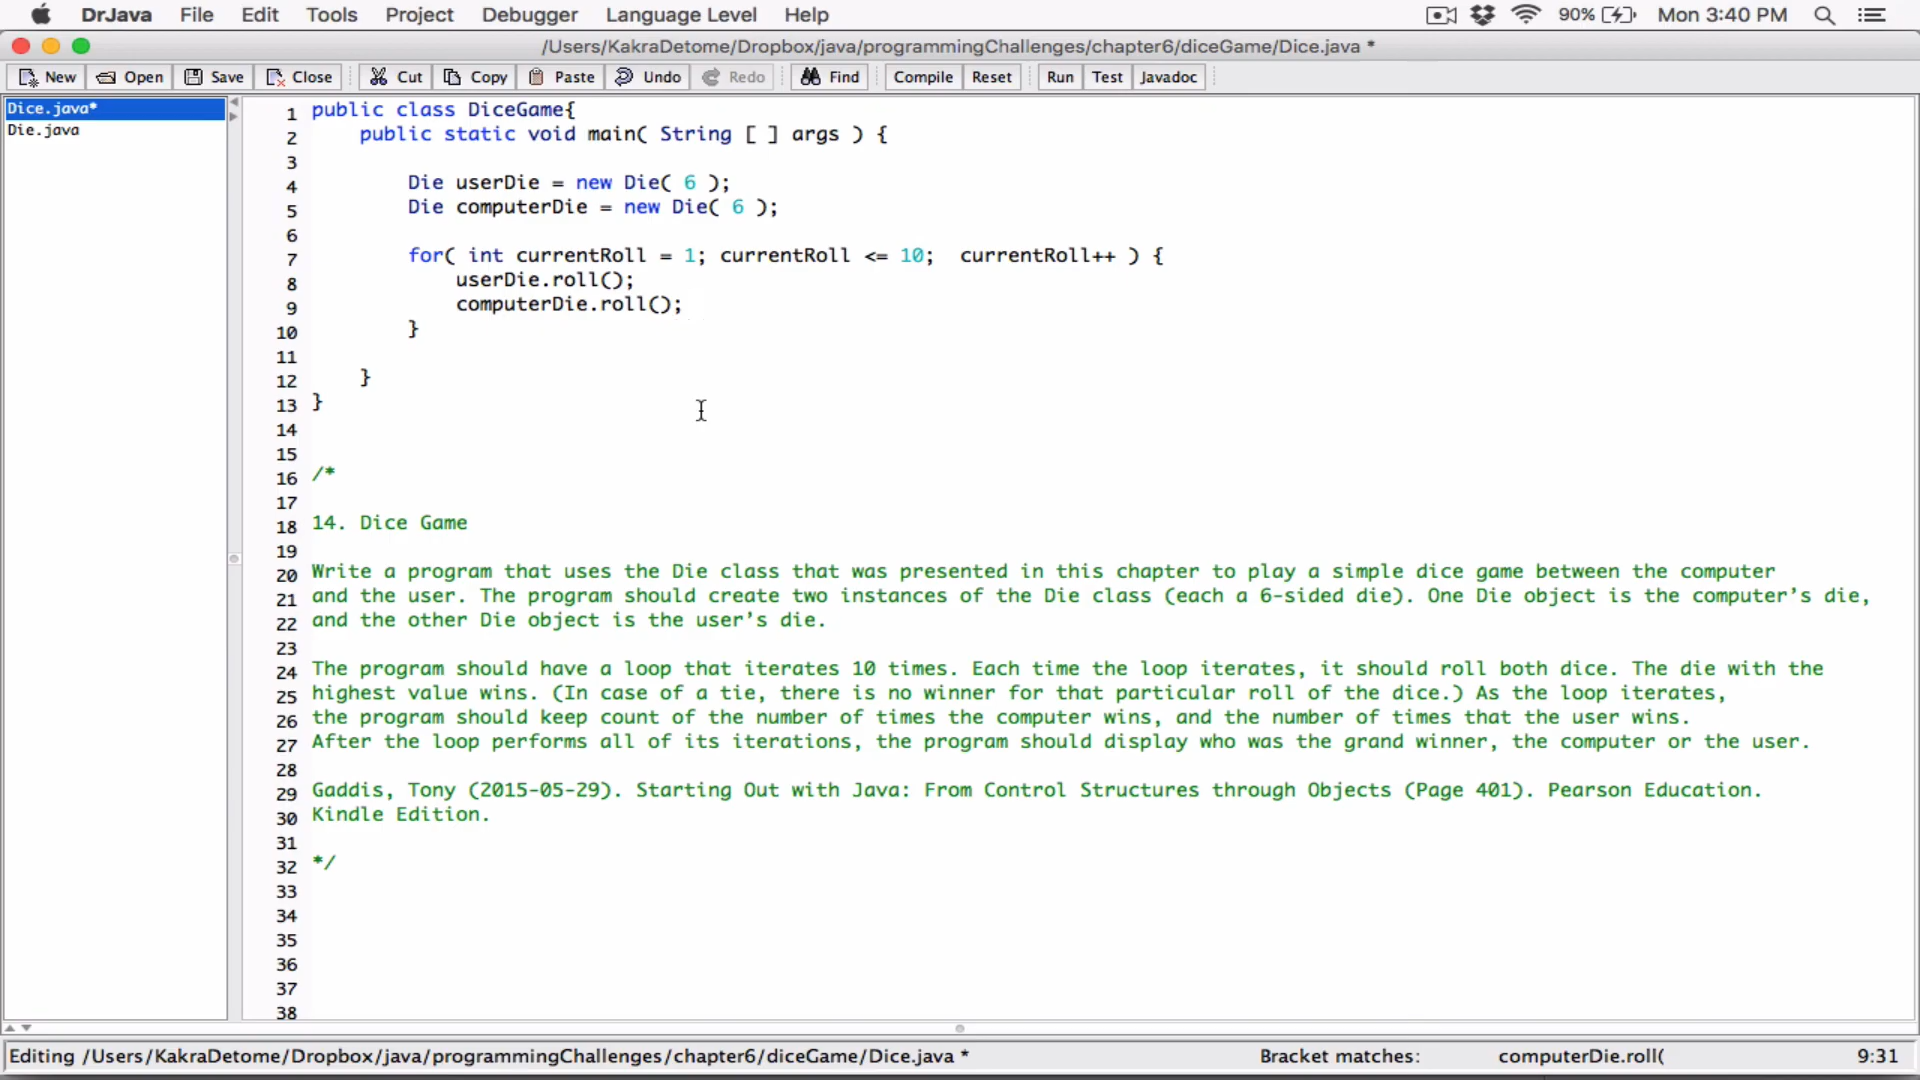 DrJava File Edit Tools Project Debugger Language Level Help 90% Mon 3:40 PM
/Users/KakraDetome/Dropbox/java/programmingChallenges/chapter6/diceGame/Dice.java *
New Open Save Close Cut Copy Paste Undo Redo Find Compile Reset Run Test Javadoc
Dice.java*
Die.java
1 public class DiceGame{
2 public static void main( String [ ] args ) {
3
4 Die userDie = new Die( 6 );
5 Die computerDie = new Die( 6 );
6
7 for( int currentRoll = 1; currentRoll <= 10;  currentRoll++ ) {
8 userDie.roll();
9 computerDie.roll();
10 }
11
12 }
13 }
14
15
16 /*
17
18 14. Dice Game
19
20 Write a program that uses the Die class that was presented in this chapter to play a simple dice game between the computer
21 and the user. The program should create two instances of the Die class (each a 6-sided die). One Die object is the computer’s die,
22 and the other Die object is the user’s die.
23
24 The program should have a loop that iterates 10 times. Each time the loop iterates, it should roll both dice. The die with the
25 highest value wins. (In case of a tie, there is no winner for that particular roll of the dice.) As the loop iterates,
26 the program should keep count of the number of times the computer wins, and the number of times that the user wins.
27 After the loop performs all of its iterations, the program should display who was the grand winner, the computer or the user.
28
29 Gaddis, Tony (2015-05-29). Starting Out with Java: From Control Structures through Objects (Page 401). Pearson Education.
30 Kindle Edition.
31
32 */
33
34
35
36
37
38
Editing /Users/KakraDetome/Dropbox/java/programmingChallenges/chapter6/diceGame/Dice.java * Bracket matches: computerDie.roll( 9:31